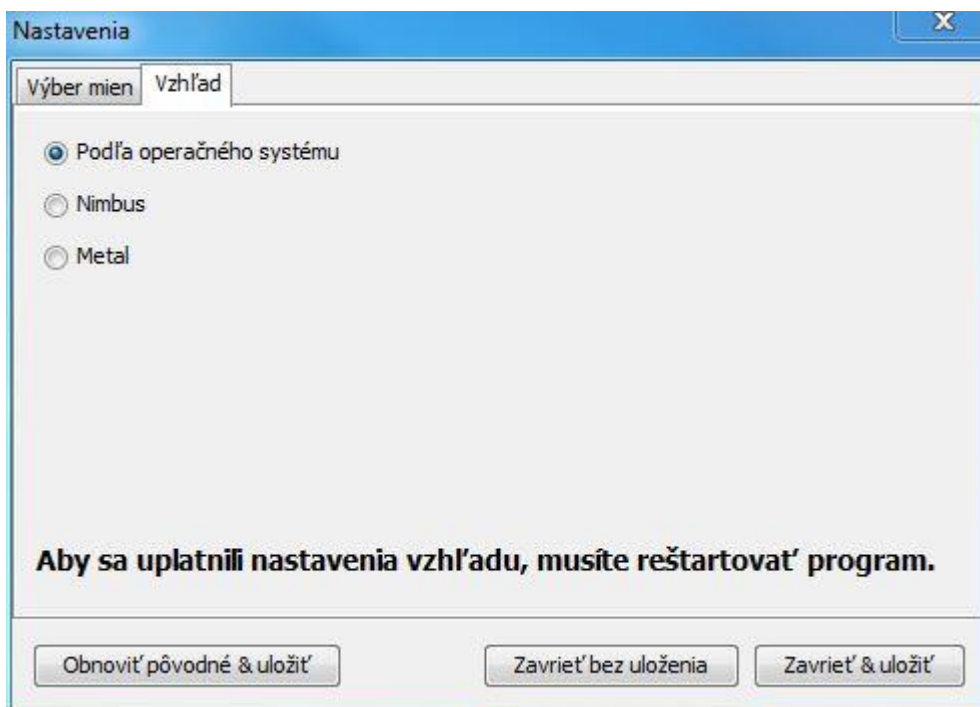 Nastavenia
Výber mien Vzhľad
Podľa operačného systému
Nimbus
Metal
Aby sa uplatnili nastavenia vzhľadu, musíte reštartovať program.
Obnoviť pôvodné & uložiť Zavrieť bez uloženia Zavrieť & uložiť